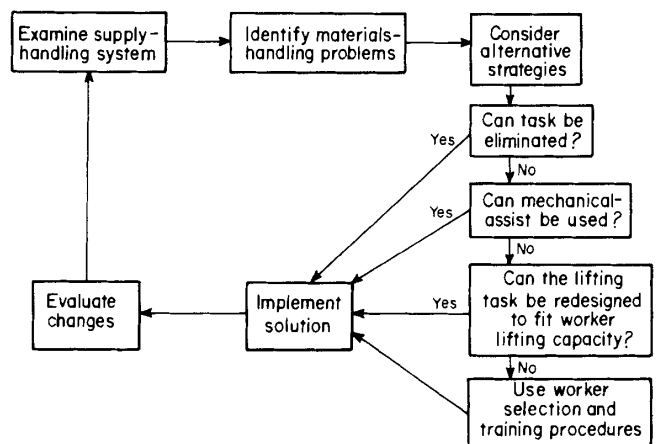 Examine supply-
handling system
Identify materials-
handling problems
Consider
alternative
strategies
Can task be
eliminated?
Yes
No
Can mechanical-
assist be used?
Yes
No
Can the lifting
task be redesigned
to fit worker
lifting capacity?
Yes
No
Use worker
selection and
training procedures
Implement
solution
Evaluate
changes